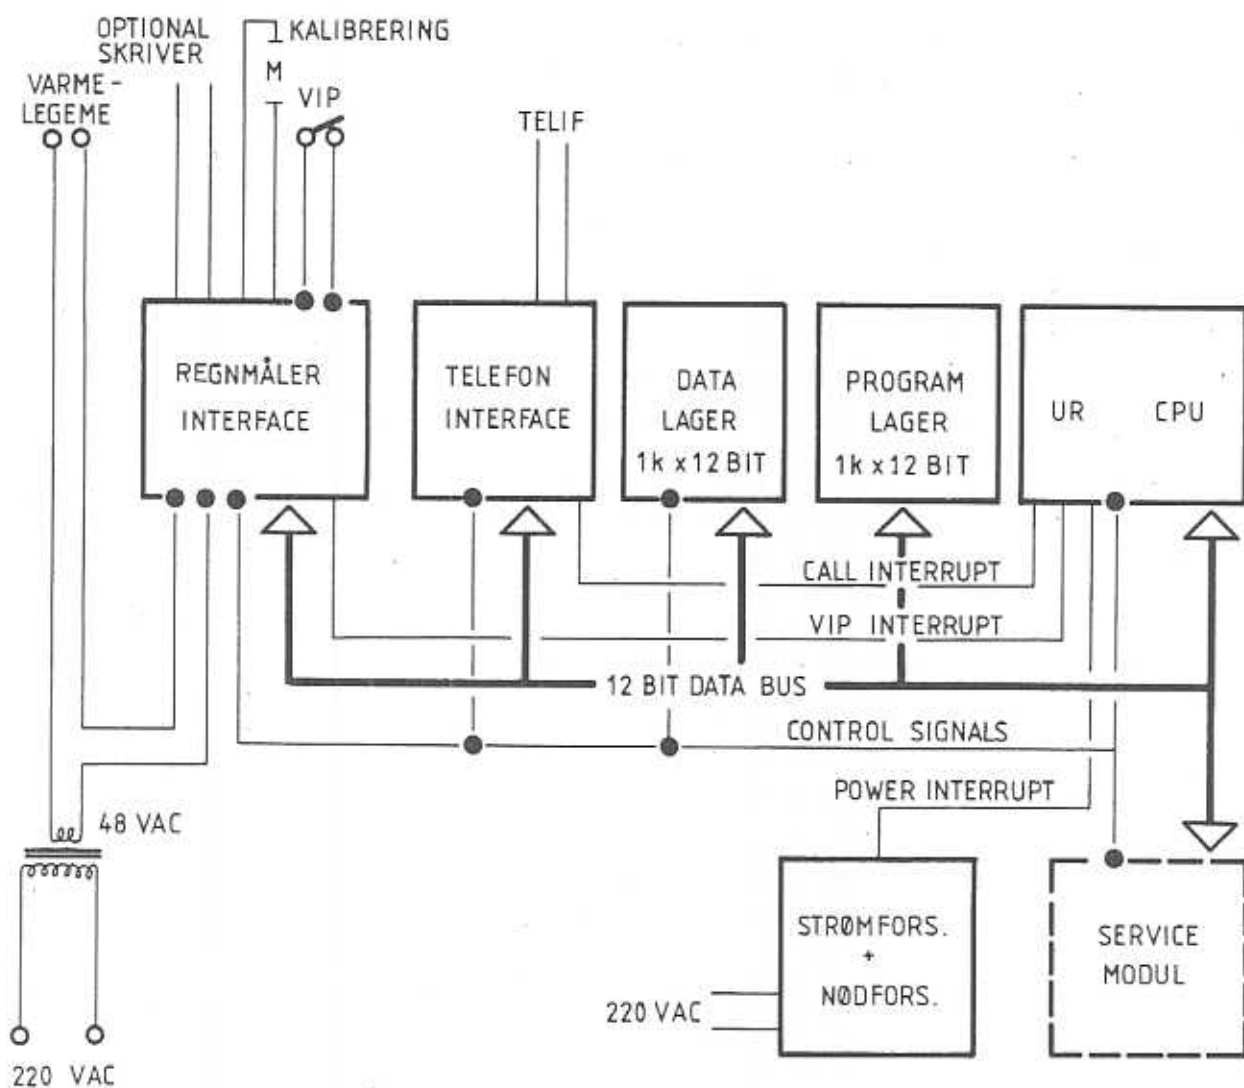 OPTIONAL
SKRIVER
KALIBRERING
M
VARME-
LEGEME
VIP
TELIF
REGNMÅLER
INTERFACE
TELEFON
INTERFACE
DATA
LAGER
1k x 12 BIT
PROGRAM
LAGER
1k x 12 BIT
UR CPU
CALL INTERRUPT
VIP INTERRUPT
12 BIT DATA BUS
CONTROL SIGNALS
POWER INTERRUPT
48 VAC
STRØMFORS.
+
NØDFORS.
220 VAC
SERVICE
MODUL
220 VAC